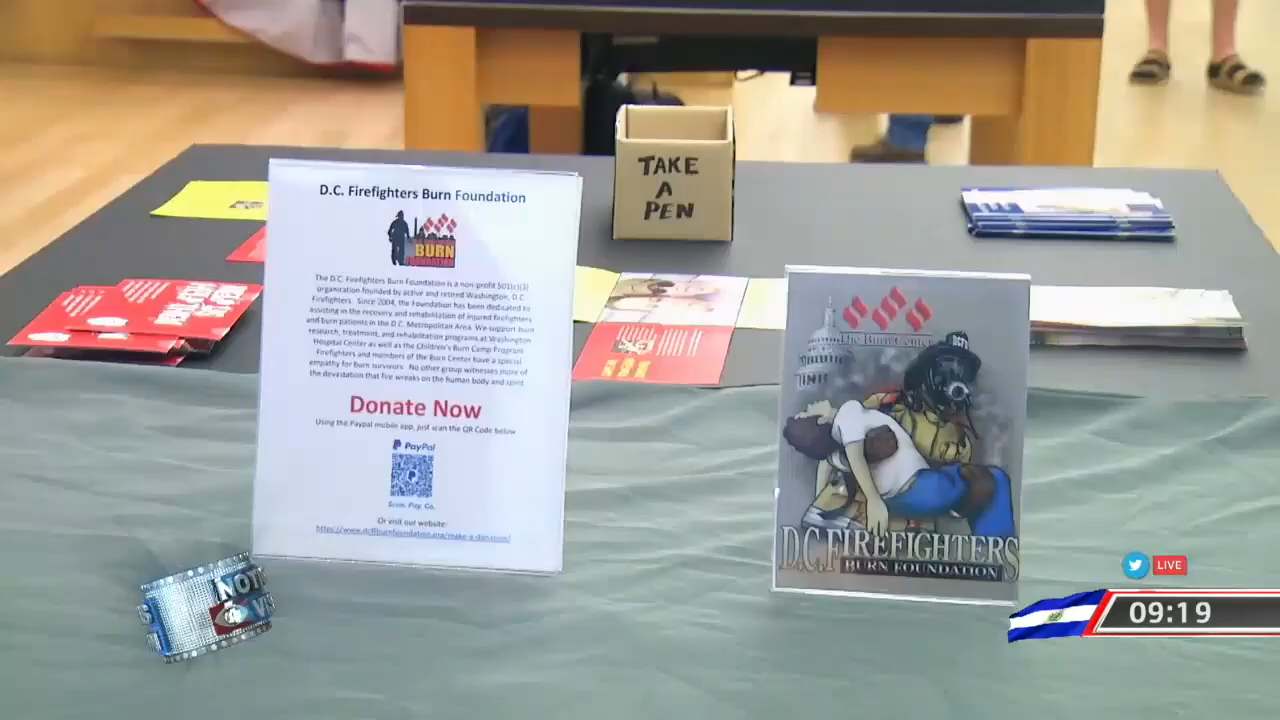 D.C. Firefighters Burn Foundation
BURN
FOUNDATION
The D.C. Firefighters Burn Foundation is a non-profit 501(c)(3)
organization founded by active and retired Washington, D.C.
Firefighters. Since 2004, the Foundation has been dedicated to
assisting in the recovery and rehabilitation of injured firefighters
and burn patients in the D.C. Metropolitan Area. We support burn
research, treatment, and rehabilitation programs at Washington
Hospital Center as well as the Children's Burn Camp Program
Firefighters and members of the Burn Center have a special
empathy for burn survivors. No other group witnesses more of
the devastation that fire wreaks on the human body and spirit
Donate Now
Using the Paypal mobile app, just scan the QR Code below
PayPal
Scan. Pay. Go.
Or visit our website:
https://www.dcffburnfoundation.org/make-a-donation/
TAKE
A
PEN
The Burn Center
DCFD
D.C. FIREFIGHTERS
BURN FOUNDATION
NOT
LIVE
09:19